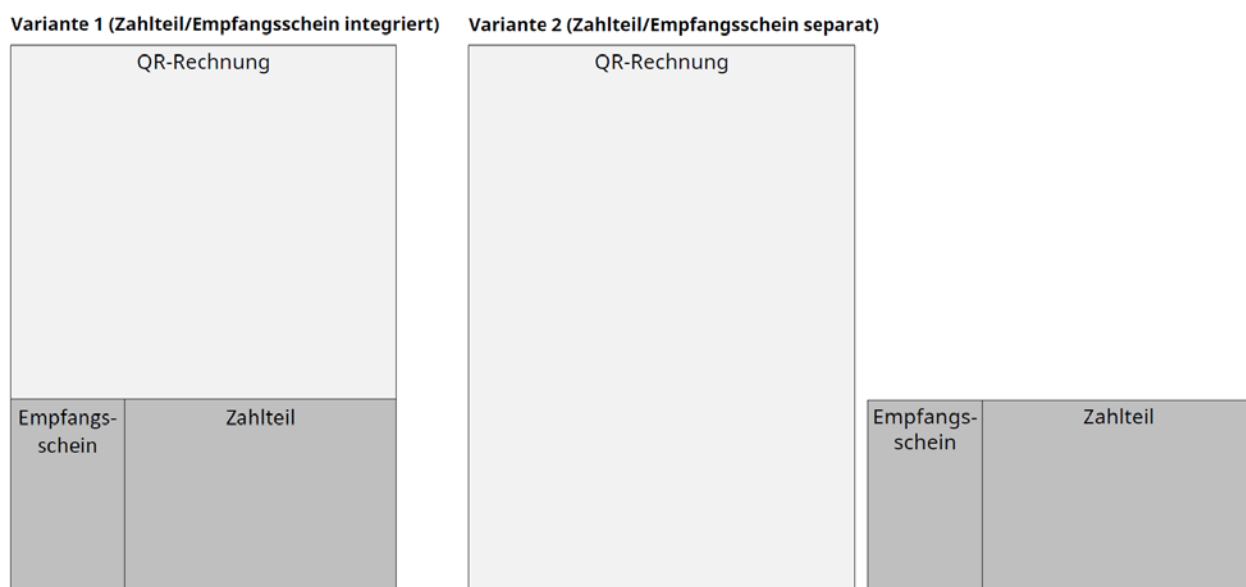 Variante 1 (Zahlteil/Empfangsschein integriert)
QR-Rechnung
Empfangs-
schein
Zahlteil
Variante 2 (Zahlteil/Empfangsschein separat)
QR-Rechnung
Empfangs-
schein
Zahlteil